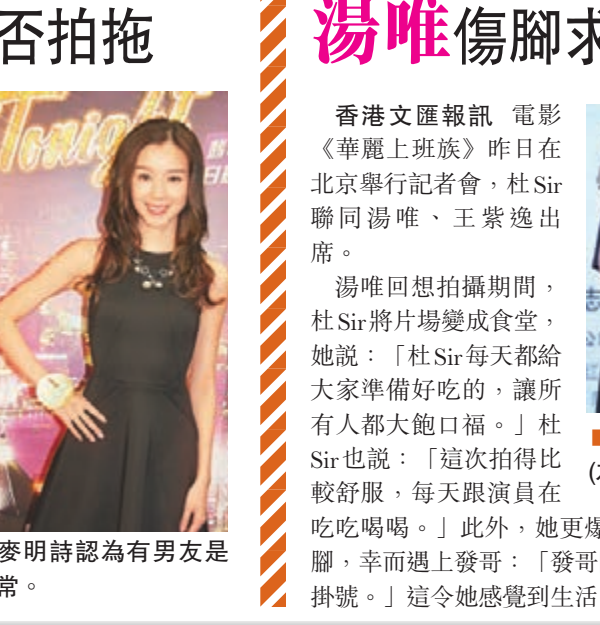 否拍拖
Tonight
麥明詩認為有男友是
常。
湯唯傷腳求
香港文匯報訊 電影
《華麗上班族》昨日在
北京舉行記者會，杜Sir
聯同湯唯、王紫逸出
席。
湯唯回想拍攝期間，
杜Sir將片場變成食堂，
她説：「杜Sir每天都給
大家準備好吃的，讓所
有人都大飽口福。」杜
Sir也説：「這次拍得比
較舒服，每天跟演員在
吃吃喝喝。」此外，她更爆
腳，幸而遇上發哥：「發哥
掛號。」這令她感覺到生活
志